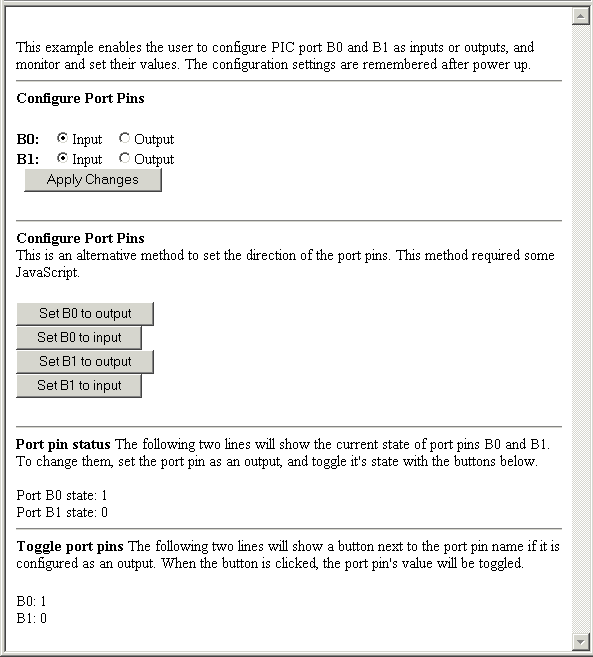 This example enables the user to configure PIC port B0 and B1 as inputs or outputs, and
monitor and set their values. The configuration settings are remembered after power up.
Configure Port Pins
B0: Input Output
B1: Input Output
Apply Changes
Configure Port Pins
This is an alternative method to set the direction of the port pins. This method required some
JavaScript.
Set B0 to output
Set B0 to input
Set B1 to output
Set B1 to input
Port pin status The following two lines will show the current state of port pins B0 and B1.
To change them, set the port pin as an output, and toggle it's state with the buttons below.
Port B0 state: 1
Port B1 state: 0
Toggle port pins The following two lines will show a button next to the port pin name if it is
configured as an output. When the button is clicked, the port pin's value will be toggled.
B0: 1
B1: 0